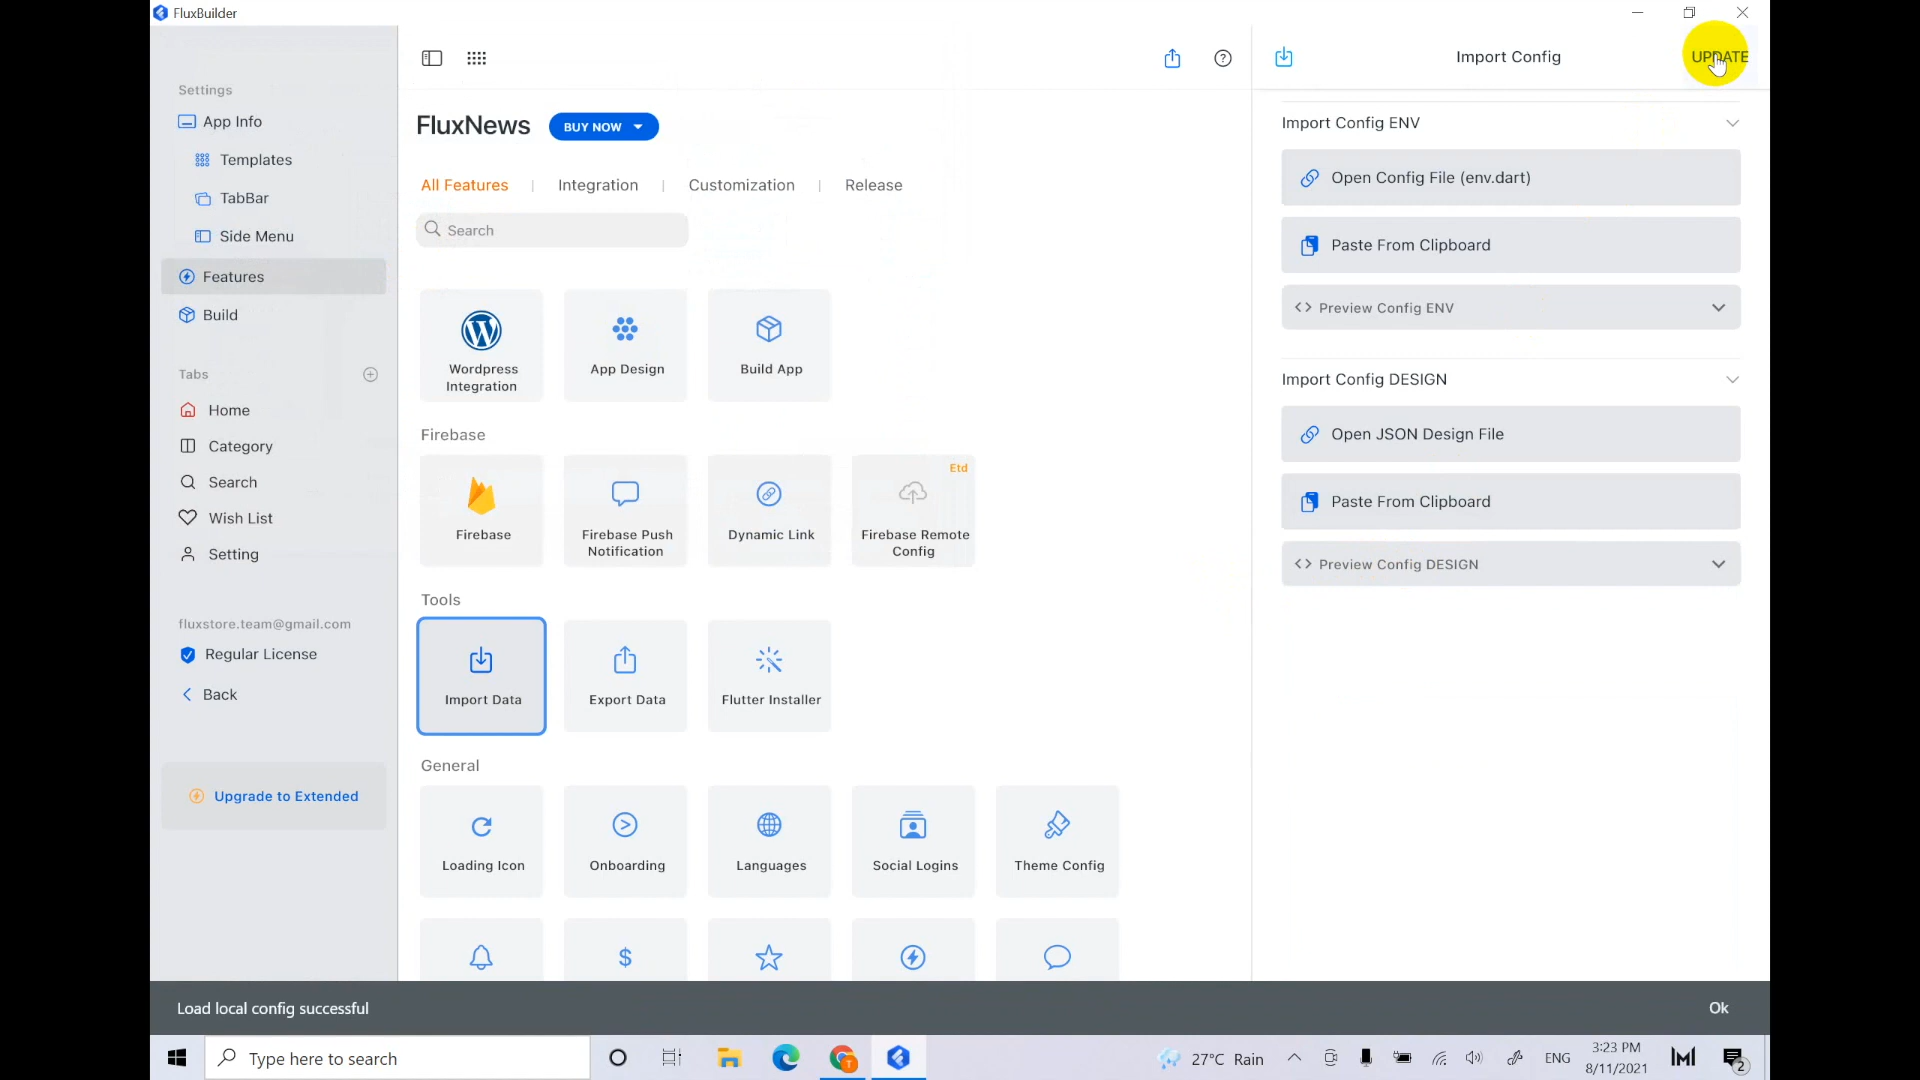 FluxBuilder
Settings
App Info
Templates
TabBar
Side Menu
Features
Build
Tabs
Home
Category
Search
Wish List
Setting
fluxstore.team@gmail.com
Regular License
Back
Upgrade to Extended
FluxNews
BUY NOW
All Features | Integration | Customization | Release
Search
Wordpress
Integration
App Design
Build App
Firebase
Firebase
Firebase Push
Notification
Dynamic Link
Etd
Firebase Remote
Config
Tools
Import Data
Export Data
Flutter Installer
General
Loading Icon
Onboarding
Languages
Social Logins
Theme Config
Import Config
UPDATE
Import Config ENV
Open Config File (env.dart)
Paste From Clipboard
<> Preview Config ENV
Import Config DESIGN
Open JSON Design File
Paste From Clipboard
<> Preview Config DESIGN
Load local config successful
Ok
Type here to search
27°C Rain
ENG
3:23 PM
8/11/2021
2